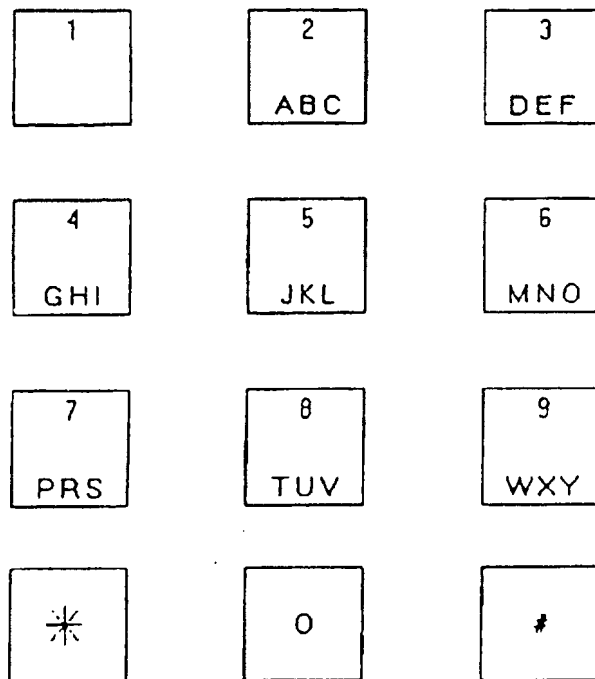 1 2 3
ABC DEF
4 5 6
GHI JKL MNO
7 8 9
PRS TUV WXY
* 0 #